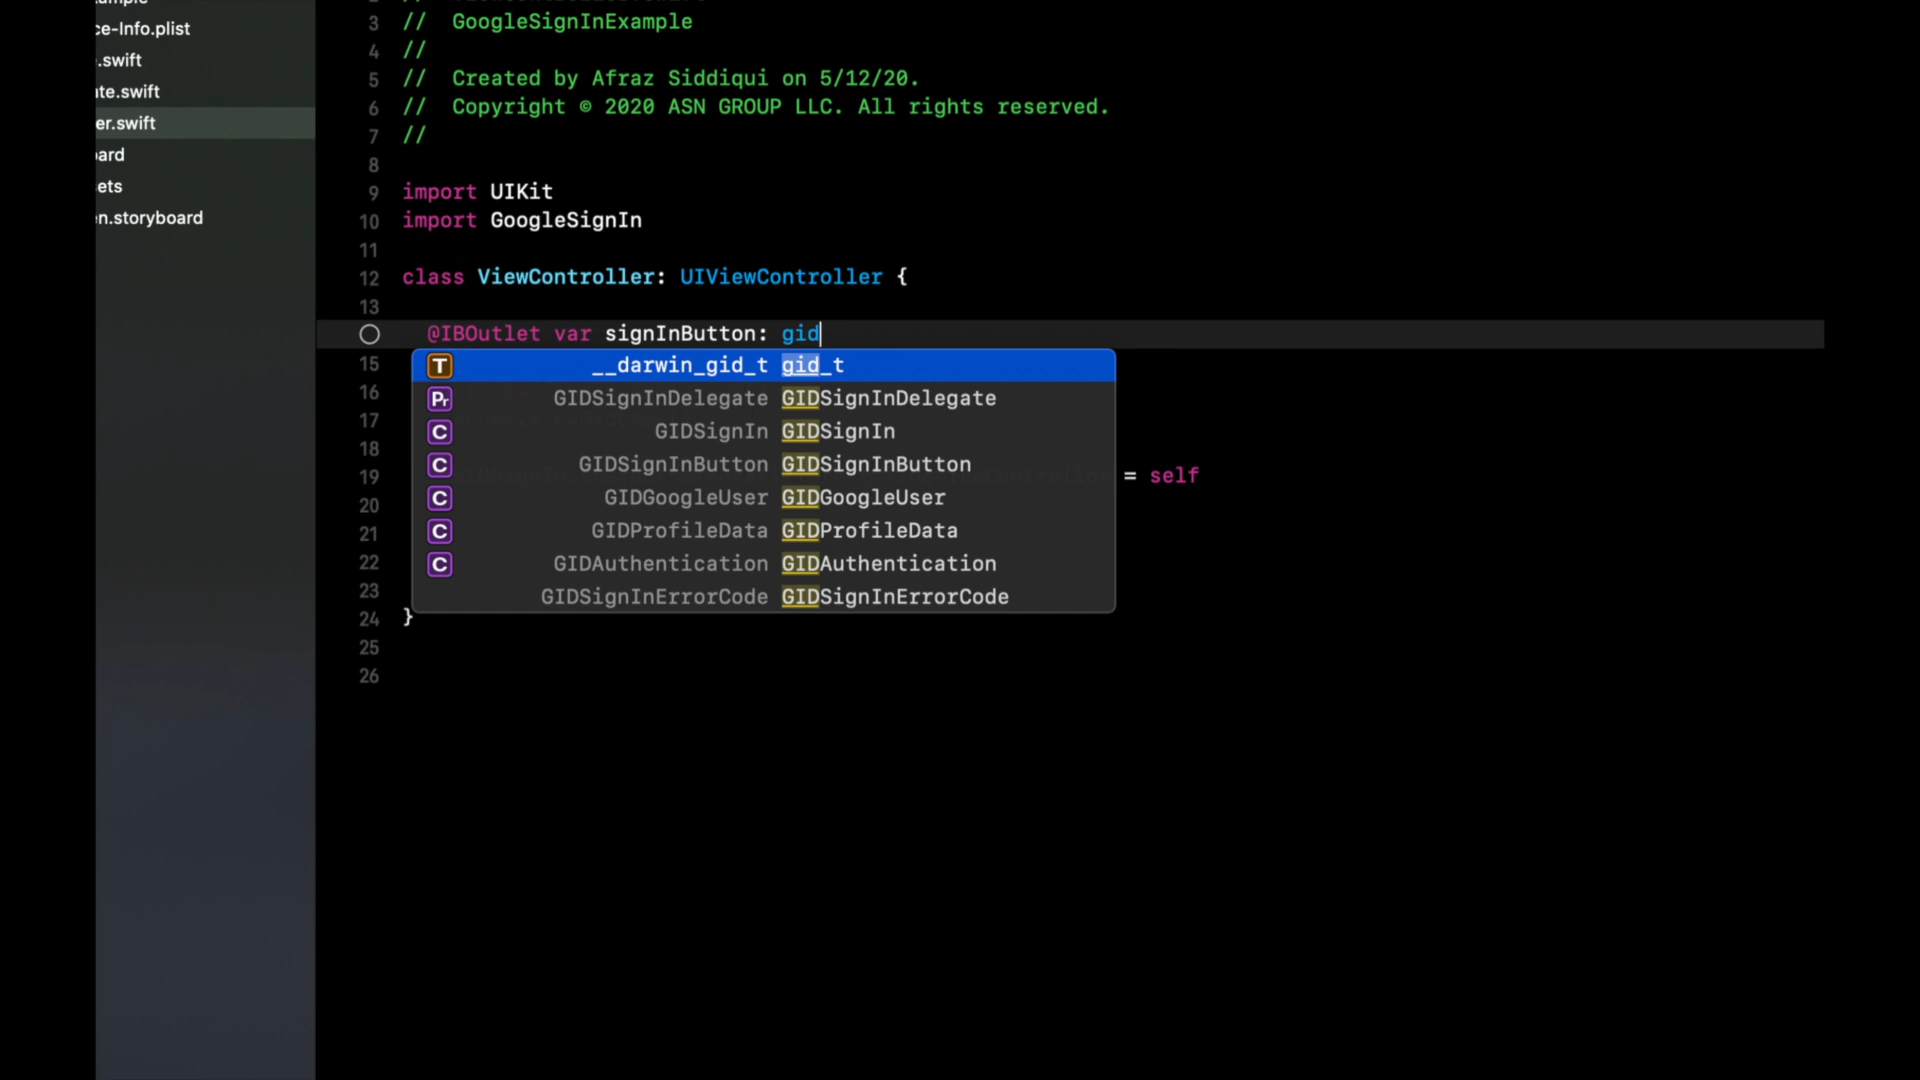 ce-Info.plist
.swift
ate.swift
er.swift
oard
ets
en.storyboard
3 // GoogleSignInExample
4 //
5 // Created by Afraz Siddiqui on 5/12/20.
6 // Copyright © 2020 ASN GROUP LLC. All rights reserved.
7 //
8
9 import UIKit
10 import GoogleSignIn
11
12 class ViewController: UIViewController {
13
@IBOutlet var signInButton: gid
15 T __darwin_gid_t gid_t
16 Pr GIDSignInDelegate GIDSignInDelegate
17 C GIDSignIn GIDSignIn
18 C GIDSignInButton GIDSignInButton
19 = self
20 C GIDGoogleUser GIDGoogleUser
21 C GIDProfileData GIDProfileData
22 C GIDAuthentication GIDAuthentication
23 GIDSignInErrorCode GIDSignInErrorCode
24 }
25
26